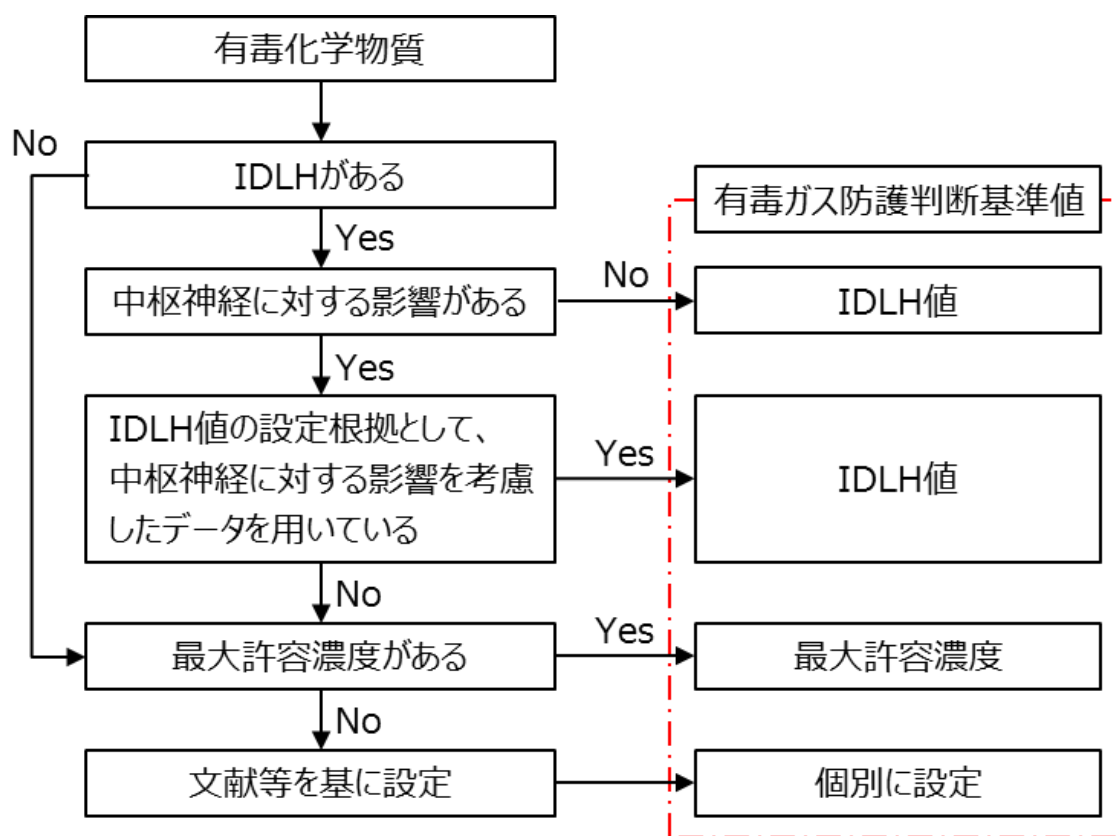 有毒化学物質
No
IDLHがある
有毒ガス防護判断基準値
Yes
中枢神経に対する影響がある
No
IDLH値
Yes
IDLH値の設定根拠として、
中枢神経に対する影響を考慮
したデータを用いている
Yes
IDLH値
No
最大許容濃度がある
Yes
最大許容濃度
No
文献等を基に設定
個別に設定